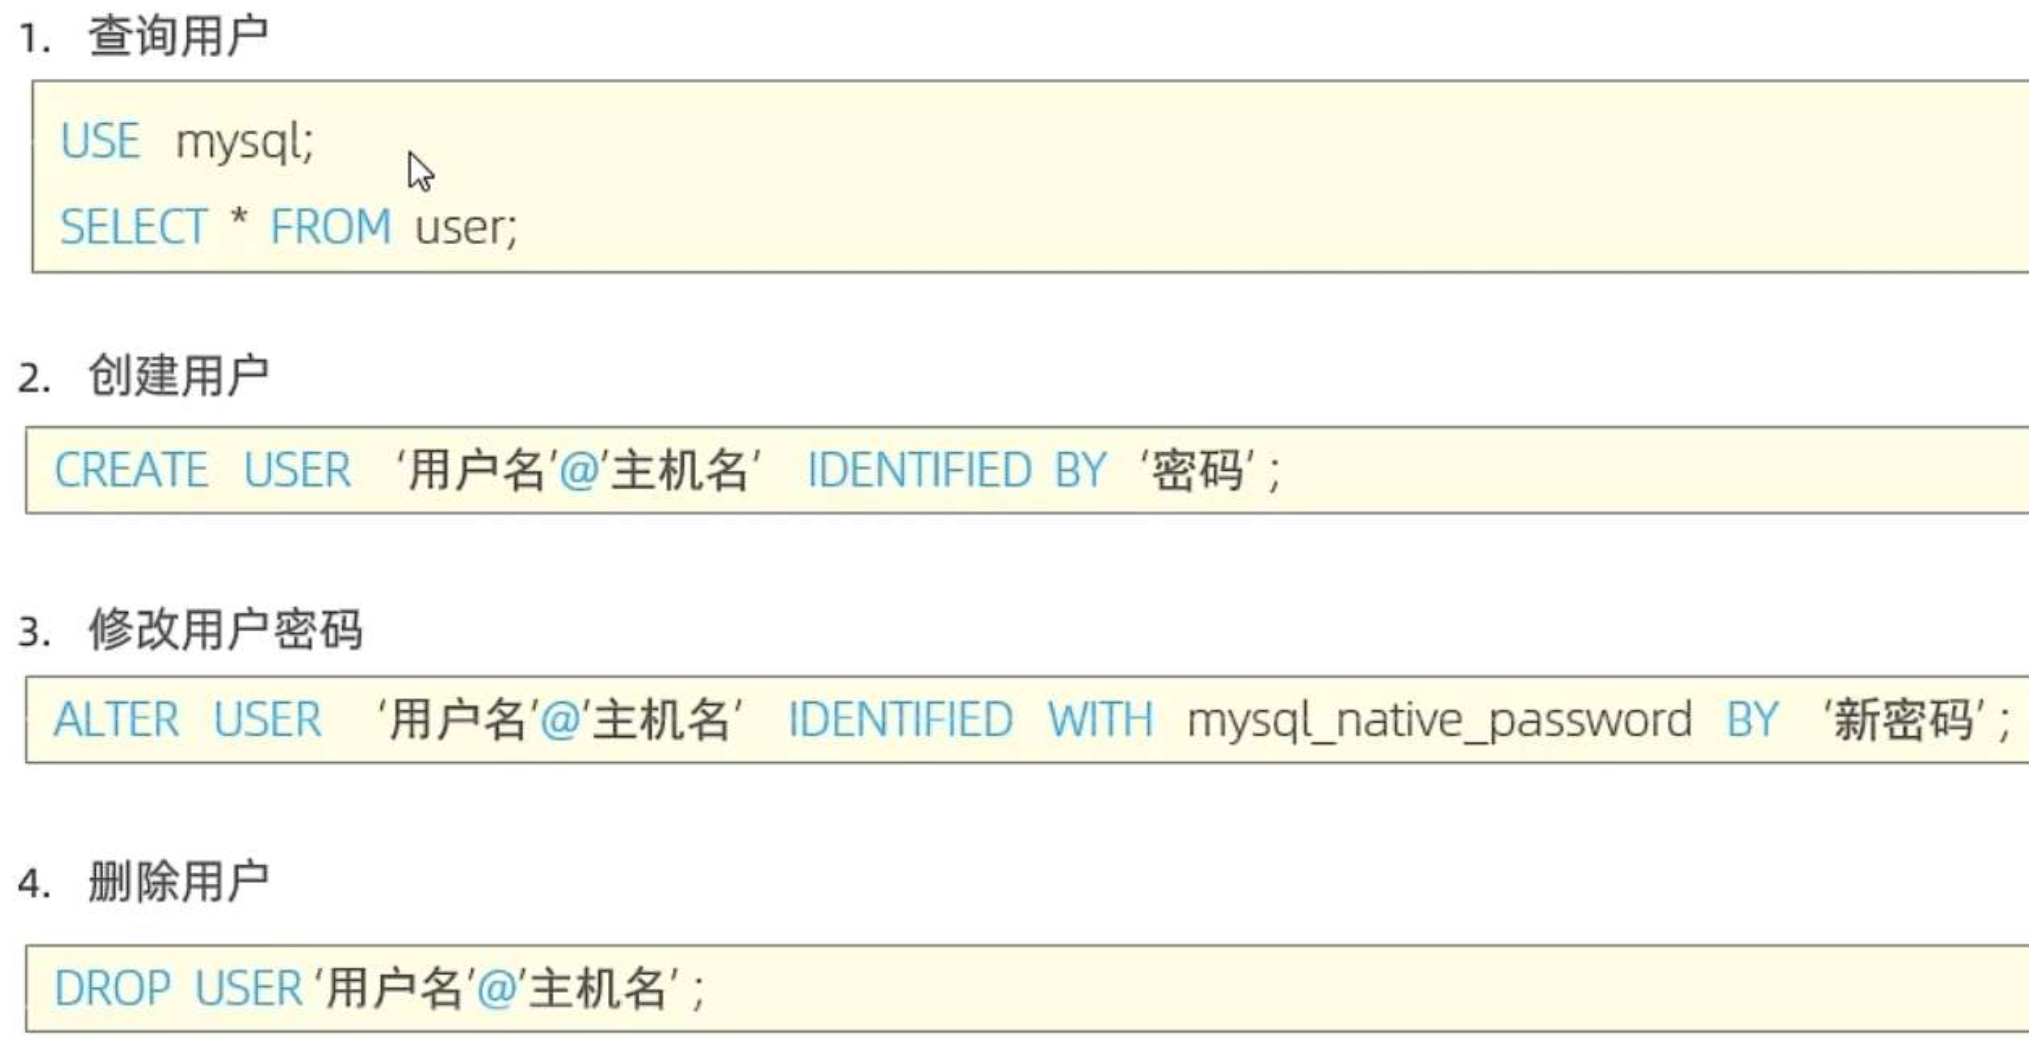 1. 查询用户
USE mysql;
SELECT * FROM user;
2. 创建用户
CREATE USER ‘用户名’@’主机名’ IDENTIFIED BY ‘密码’ ;
3. 修改用户密码
ALTER USER ‘用户名’@’主机名’ IDENTIFIED WITH mysql_native_password BY ‘新密码’ ;
4. 删除用户
DROP USER ‘用户名’@’主机名’ ;